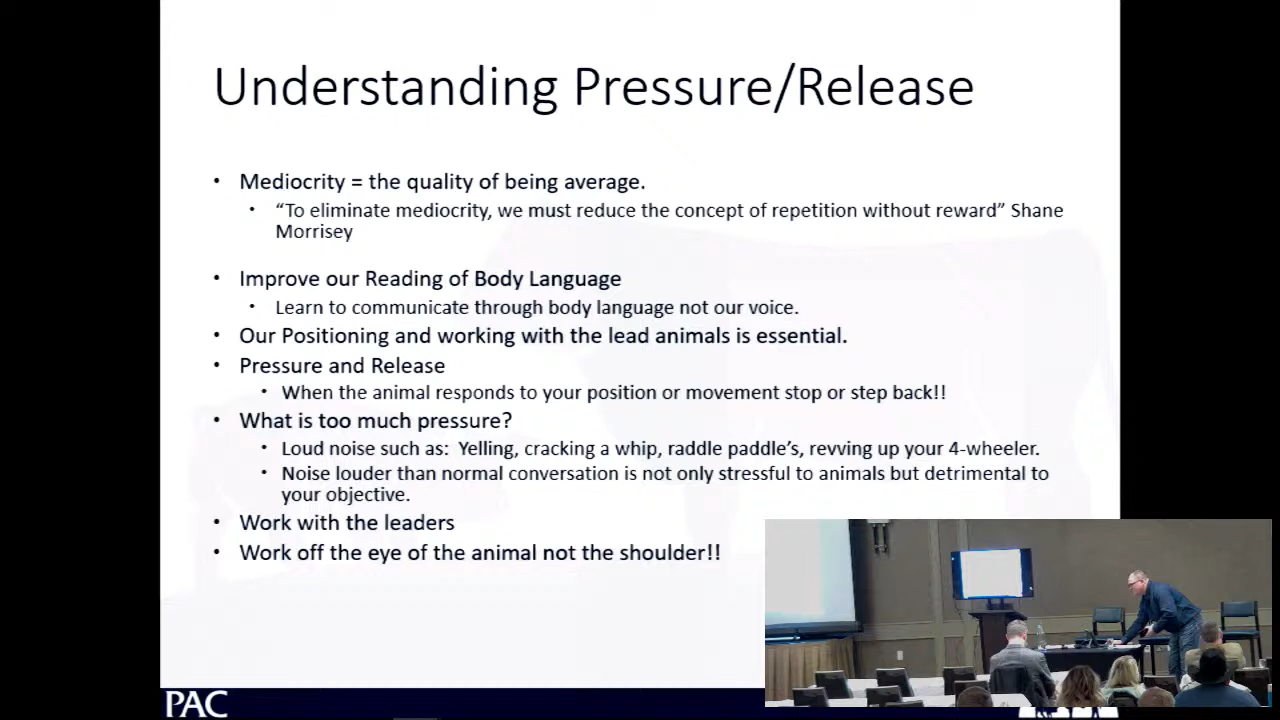 Understanding Pressure/Release
• Mediocrity = the quality of being average.
• “To eliminate mediocrity, we must reduce the concept of repetition without reward” Shane
Morrisey
• Improve our Reading of Body Language
• Learn to communicate through body language not our voice.
• Our Positioning and working with the lead animals is essential.
• Pressure and Release
• When the animal responds to your position or movement stop or step back!!
• What is too much pressure?
• Loud noise such as:  Yelling, cracking a whip, raddle paddle’s, revving up your 4-wheeler.
• Noise louder than normal conversation is not only stressful to animals but detrimental to
your objective.
• Work with the leaders
• Work off the eye of the animal not the shoulder!!
PAC